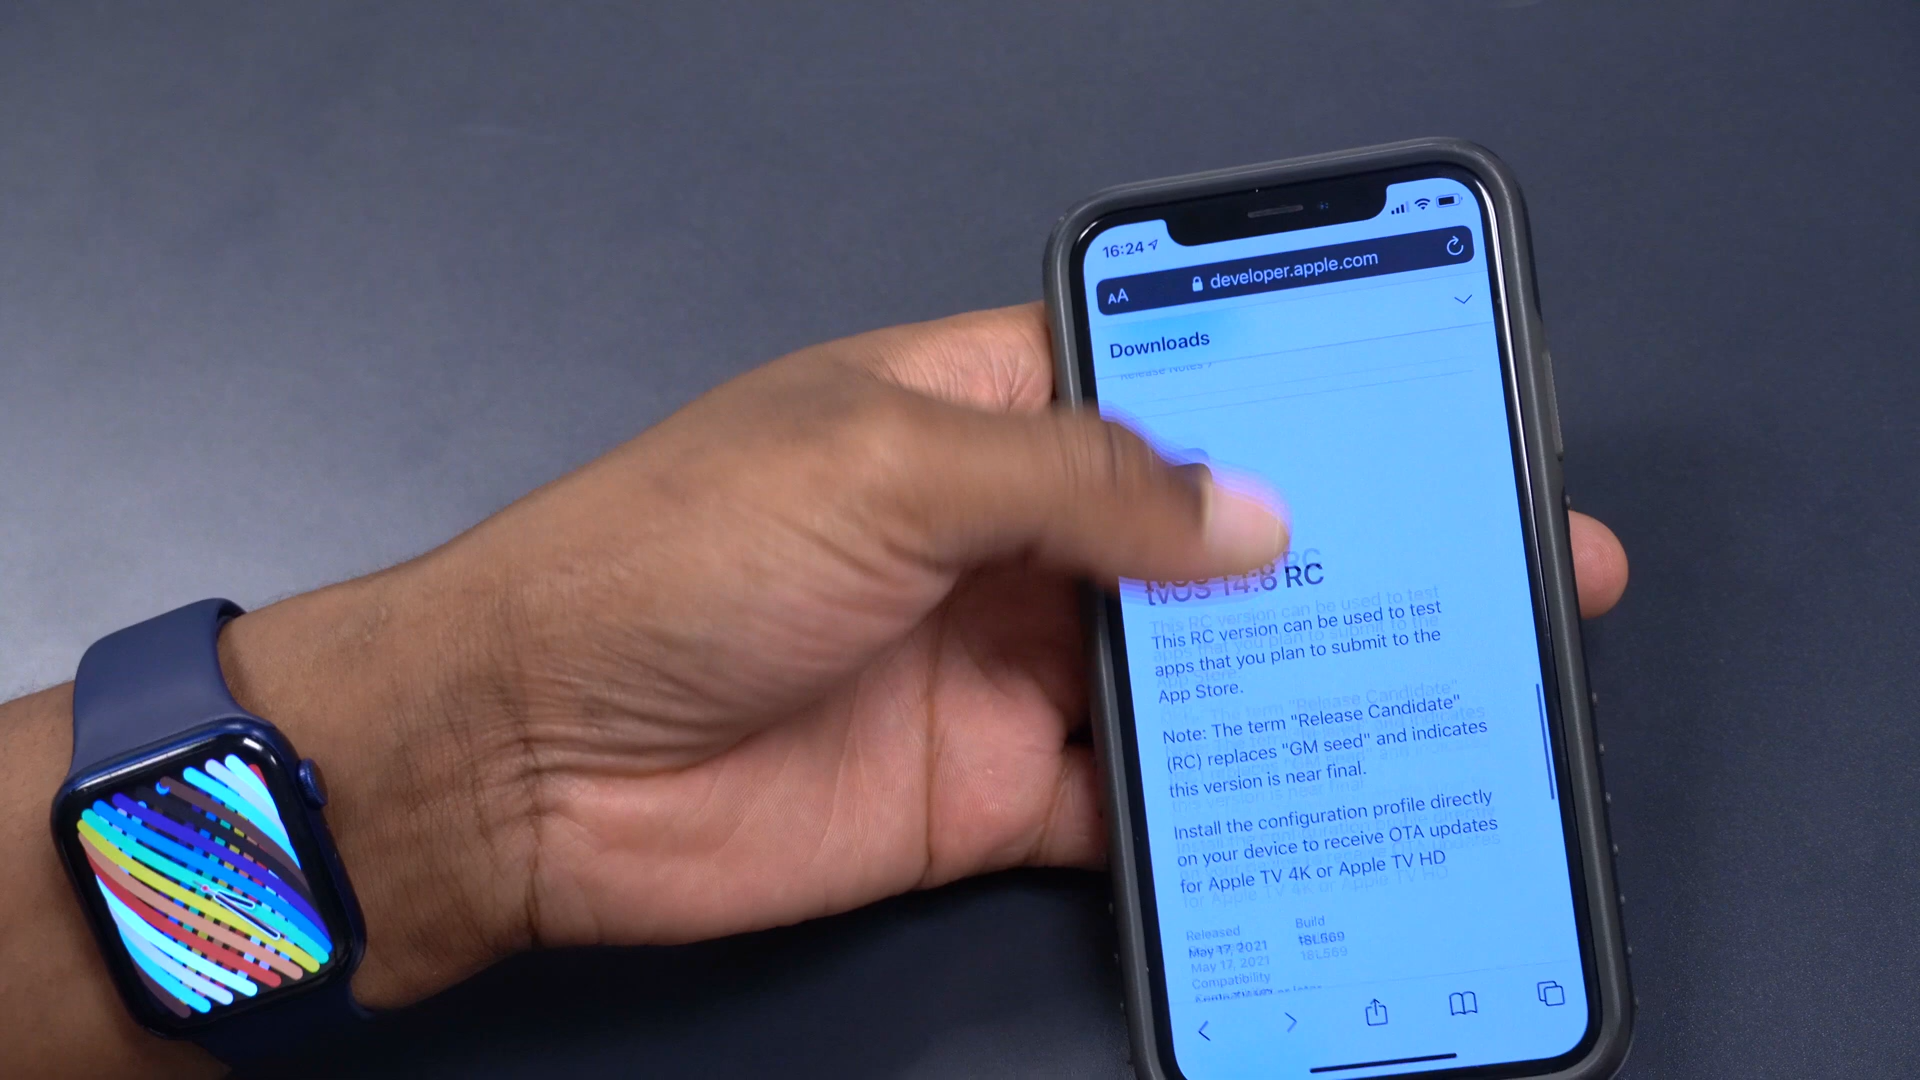 16:24
AA developer.apple.com
Downloads
Release Notes
tvOS 14.6 RC
This RC version can be used to test
apps that you plan to submit to the
App Store.
Note: The term "Release Candidate"
(RC) replaces "GM seed" and indicates
this version is near final.
Install the configuration profile directly
on your device to receive OTA updates
for Apple TV 4K or Apple TV HD
Released Build
May 17, 2021 18L569
Compatibility